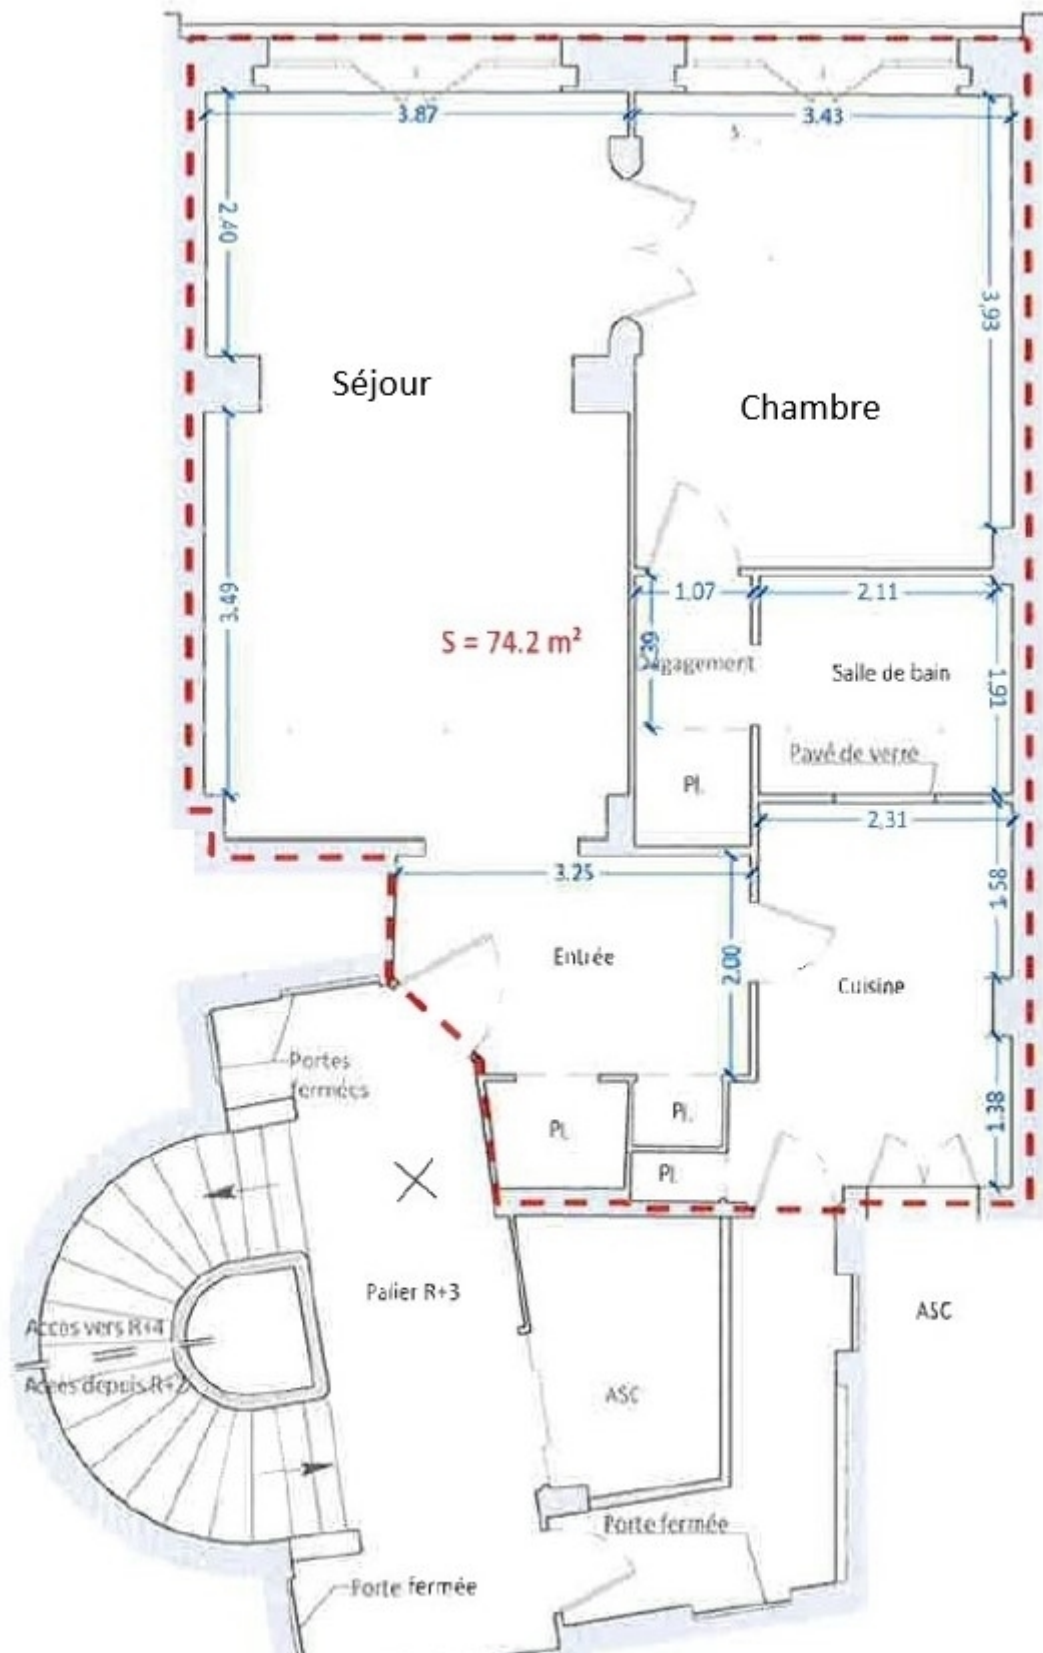 3.87
3.43
2,40
3,93
Séjour
Chambre
3.49
1,07
2,11
S = 74.2 m²
Salle de bain
1.91
Pavé de verre
Pl.
2,31
3.25
1.58
Entrée
2.00
Cuisine
Portes
fermées
Pl.
Pl.
1.38
Pl.
Palier R+3
ASC
Accès vers R+4
Accès depuis R+2
ASC
Porte fermée
Porte fermée